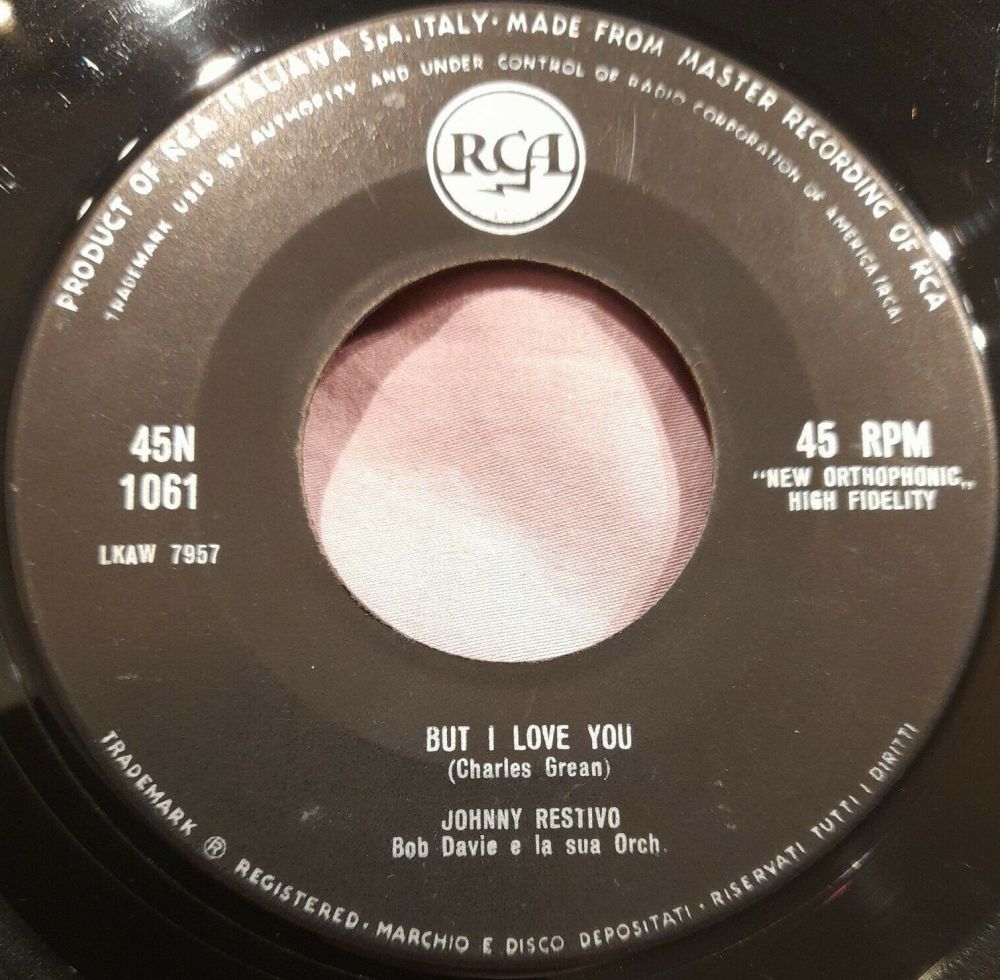 PRODUCT OF RCA ITALIANA SpA, ITALY · MADE FROM MASTER RECORDING OF RCA
TRADEMARK USED BY AUTHORITY AND UNDER CONTROL OF RADIO CORPORATION OF AMERICA (RCA)
RCA
45N
1061
LKAW 7957
45 RPM
"NEW ORTHOPHONIC„
HIGH FIDELITY
BUT I LOVE YOU
(Charles Grean)
JOHNNY RESTIVO
Bob Davie e la sua Orch.
TRADEMARK ® REGISTERED · MARCHIO E DISCO DEPOSITATI · RISERVATI TUTTI I DIRITTI